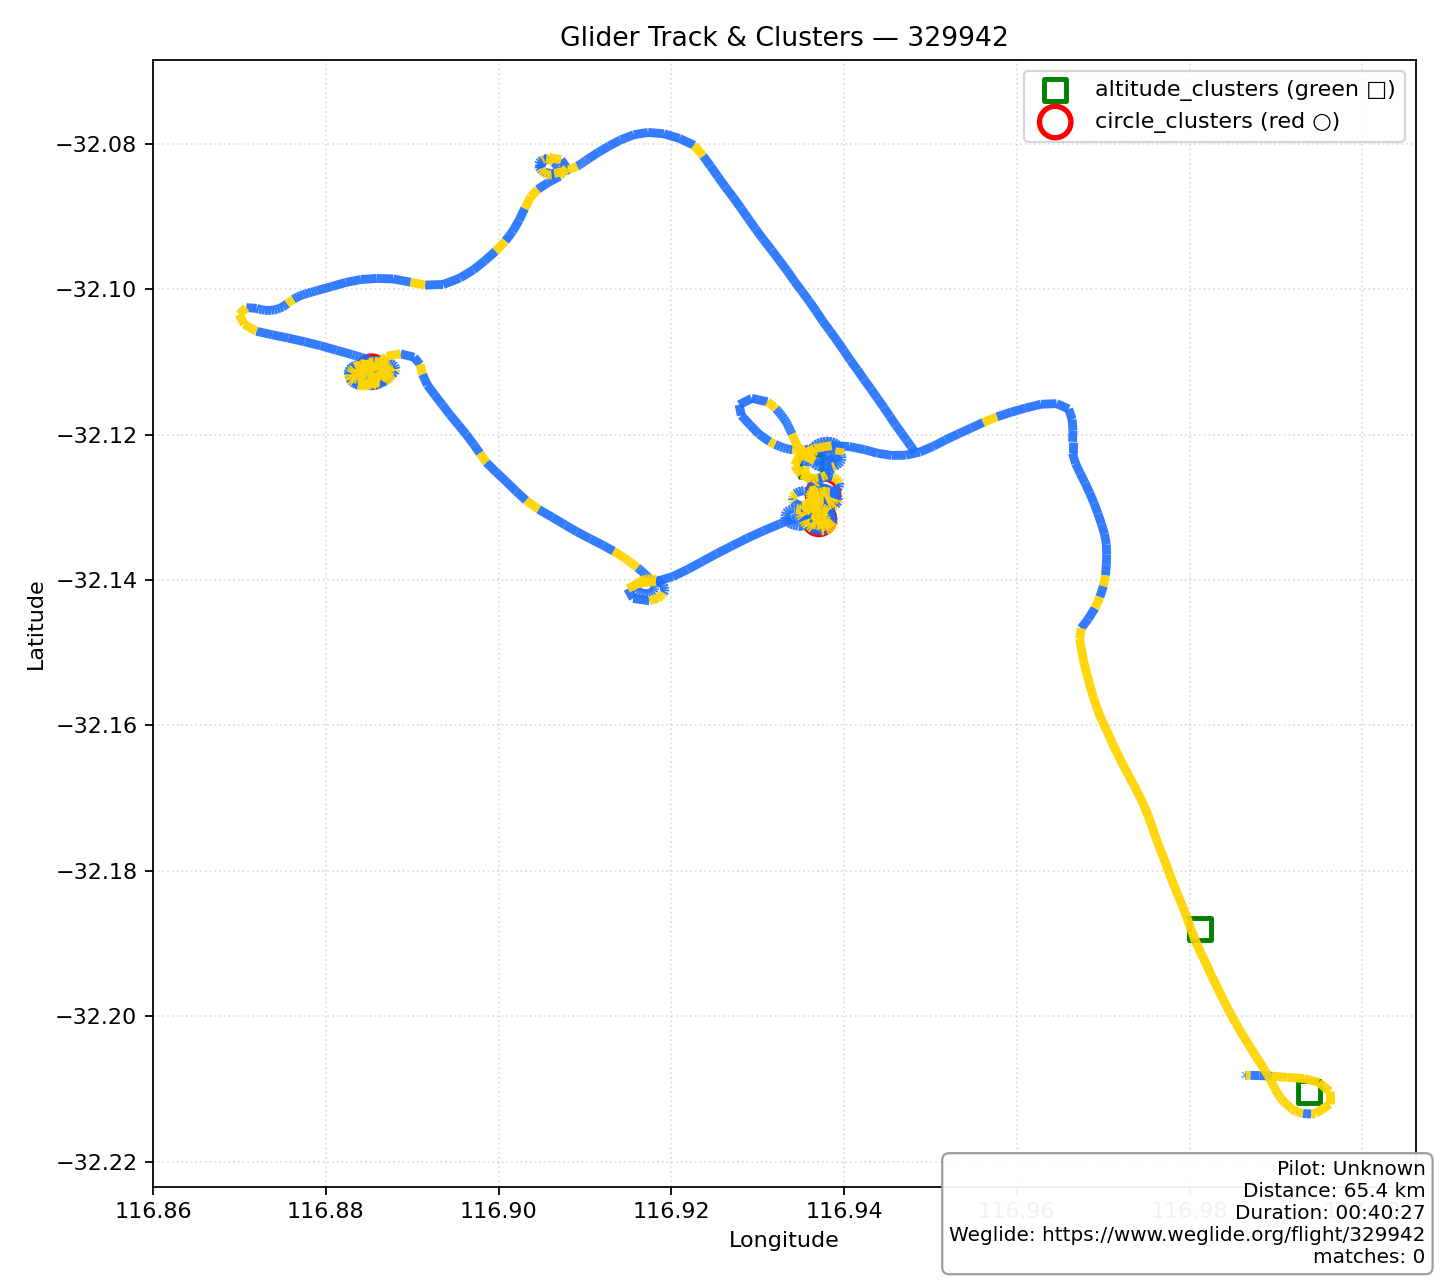 Glider Track & Clusters — 329942
altitude_clusters (green □)
circle_clusters (red ○)
−32.08
−32.10
−32.12
−32.14
−32.16
−32.18
−32.20
−32.22
Latitude
116.86
116.88
116.90
116.92
116.94
116.96
116.98
Longitude
Pilot: Unknown
Distance: 65.4 km
Duration: 00:40:27
Weglide: https://www.weglide.org/flight/329942
matches: 0